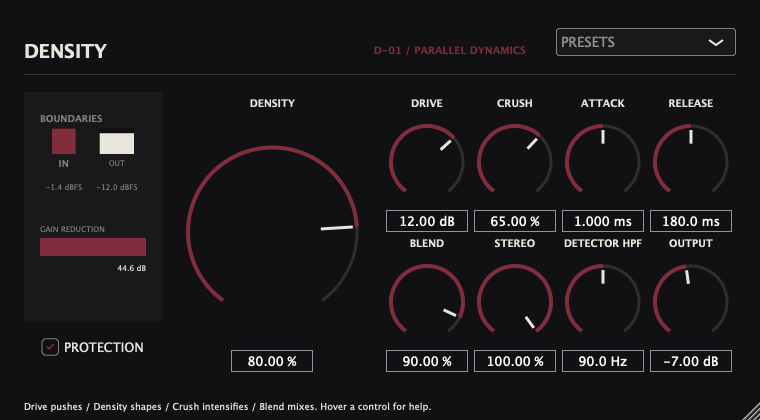 DENSITY
D-01 / PARALLEL DYNAMICS
PRESETS
BOUNDARIES
IN OUT
-1.4 dBFS -12.0 dBFS
GAIN REDUCTION
44.6 dB
PROTECTION
DENSITY
80.00 %
DRIVE CRUSH ATTACK RELEASE
12.00 dB 65.00 % 1.000 ms 180.0 ms
BLEND STEREO DETECTOR HPF OUTPUT
90.00 % 100.00 % 90.0 Hz -7.00 dB
Drive pushes / Density shapes / Crush intensifies / Blend mixes. Hover a control for help.